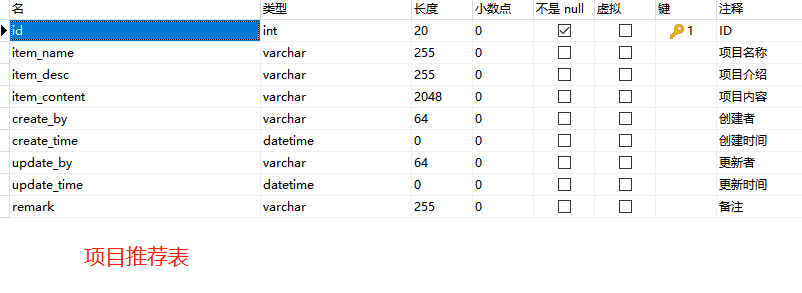 名 类型 长度 小数点 不是 null 虚拟 键 注释
id int 20 0 1 ID
item_name varchar 255 0 项目名称
item_desc varchar 255 0 项目介绍
item_content varchar 2048 0 项目内容
create_by varchar 64 0 创建者
create_time datetime 0 0 创建时间
update_by varchar 64 0 更新者
update_time datetime 0 0 更新时间
remark varchar 255 0 备注
项目推荐表